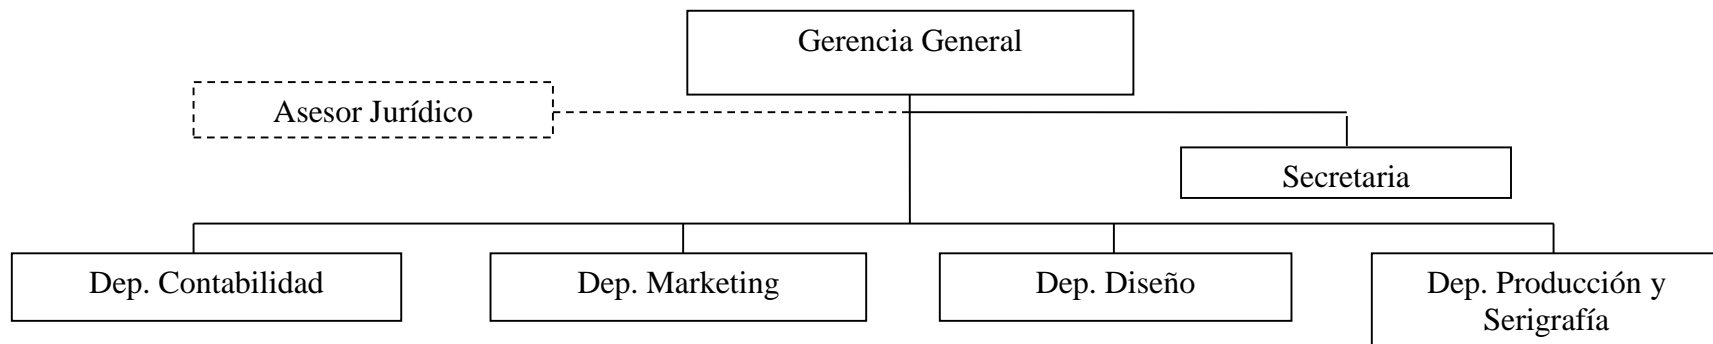 Gerencia General
Asesor Jurídico
Secretaria
Dep. Contabilidad
Dep. Marketing
Dep. Diseño
Dep. Producción y
Serigrafía